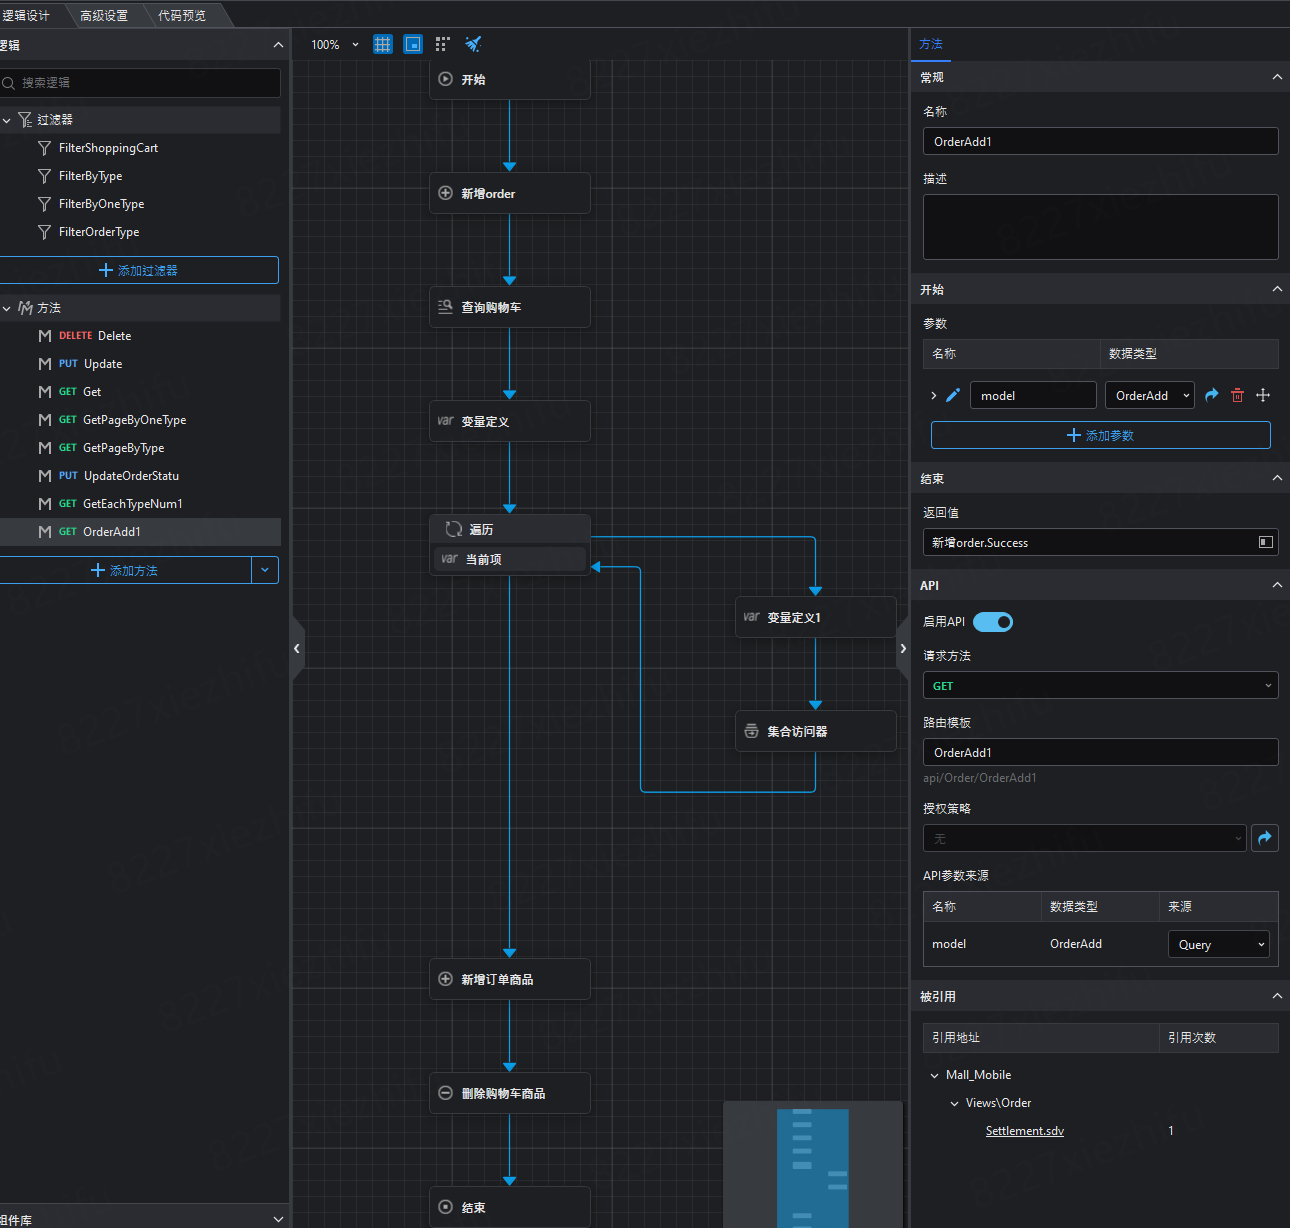 逻辑设计
高级设置
代码预览
逻辑
搜索逻辑
过滤器
FilterShoppingCart
FilterByType
FilterByOneType
FilterOrderType
添加过滤器
方法
DELETE Delete
PUT Update
GET Get
GET GetPageByOneType
GET GetPageByType
PUT UpdateOrderStatu
GET GetEachTypeNum1
GET OrderAdd1
添加方法
组件库
100%
开始
新增order
查询购物车
var 变量定义
遍历
var 当前项
var 变量定义1
集合访问器
新增订单商品
删除购物车商品
结束
方法
常规
名称
OrderAdd1
描述
开始
参数
名称 数据类型
model OrderAdd
添加参数
结束
返回值
新增order.Success
API
启用API
请求方法
GET
路由模板
OrderAdd1
api/Order/OrderAdd1
授权策略
无
API参数来源
名称 数据类型 来源
model OrderAdd Query
被引用
引用地址 引用次数
Mall_Mobile
Views\Order
Settlement.sdv 1
8227xiezhifu